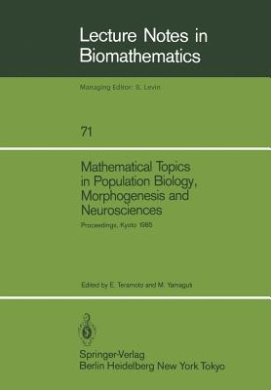 Lecture Notes in
Biomathematics
Managing Editor: S. Levin
71
Mathematical Topics
in Population Biology,
Morphogenesis and
Neurosciences
Proceedings, Kyoto 1985
Edited by E. Teramoto and M. Yamaguti
Springer-Verlag
Berlin Heidelberg New York Tokyo